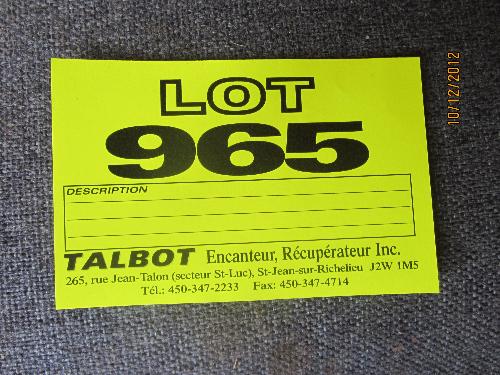 LOT
965
DESCRIPTION
TALBOT Encanteur, Récupérateur Inc.
265, rue Jean-Talon (secteur St-Luc), St-Jean-sur-Richelieu J2W 1M5
Tél.: 450-347-2233 Fax: 450-347-4714
10/12/2012